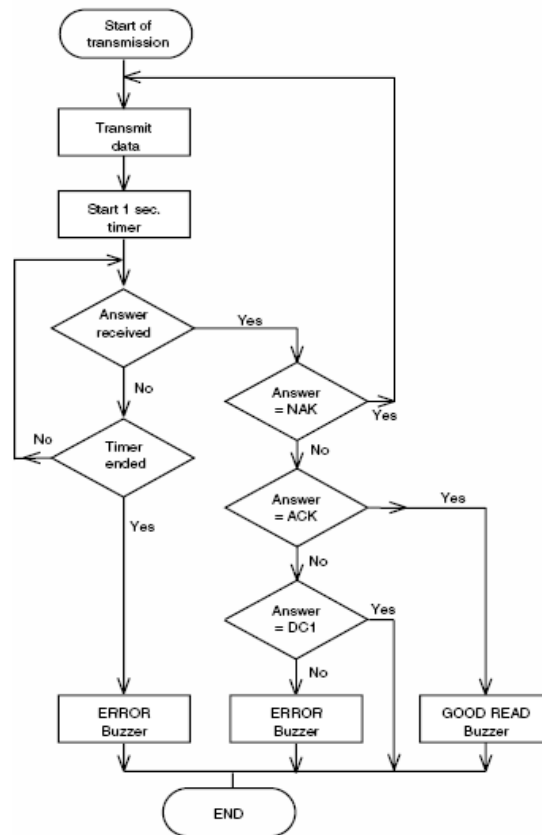 Start of
transmission
Transmit
data
Start 1 sec.
timer
Answer
received
Yes
No
Answer
= NAK
Yes
No
Timer
ended
No
Yes
Answer
= ACK
Yes
No
Answer
= DC1
Yes
No
ERROR
Buzzer
ERROR
Buzzer
GOOD READ
Buzzer
END